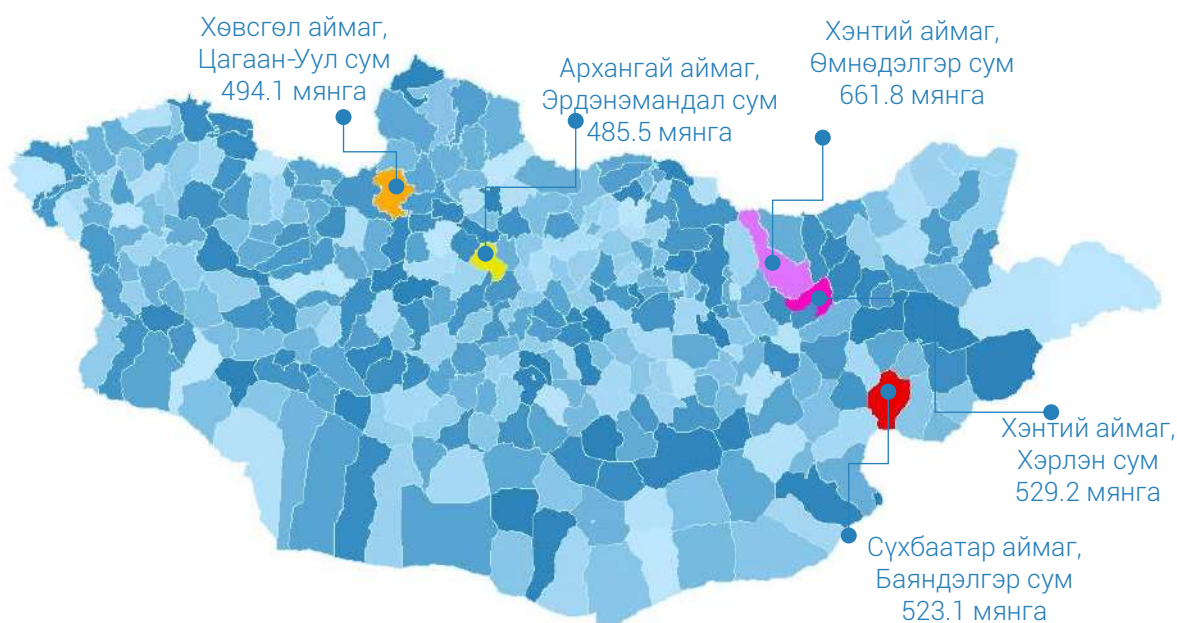 Хөвсгөл аймаг,
Цагаан-Уул сум
494.1 мянга
Архангай аймаг,
Эрдэнэмандал сум
485.5 мянга
Хэнтий аймаг,
Өмнөдэлгэр сум
661.8 мянга
Хэнтий аймаг,
Хэрлэн сум
529.2 мянга
Сүхбаатар аймаг,
Баяндэлгэр сум
523.1 мянга